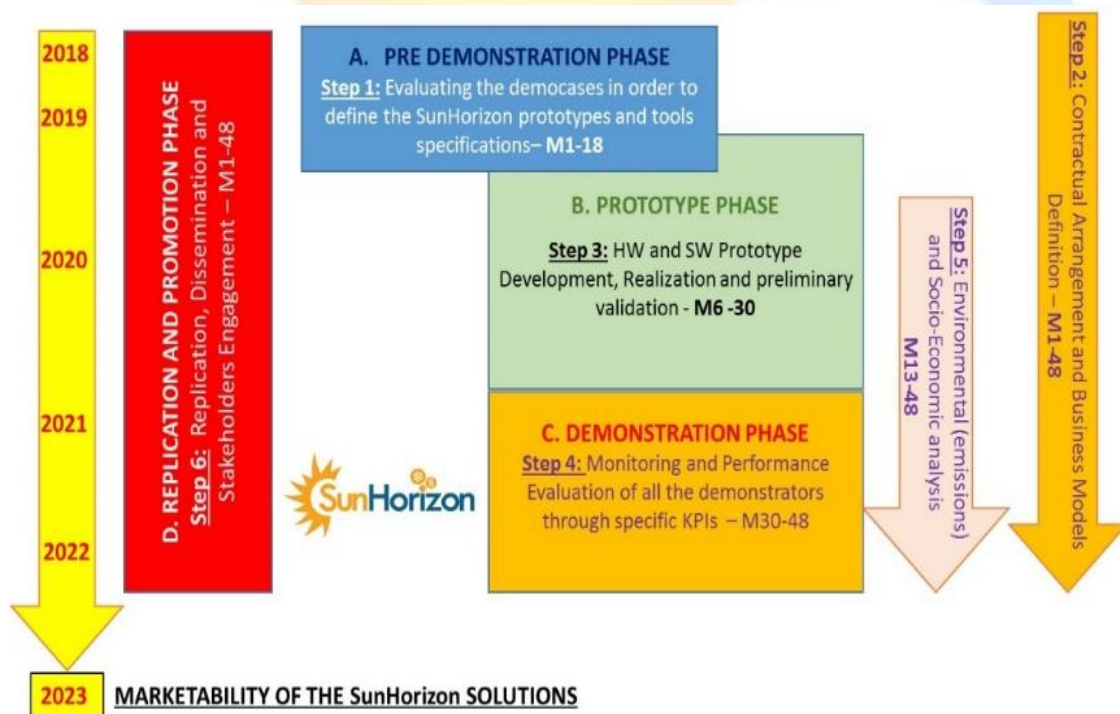 2018
2019
2020
2021
2022
2023
D. REPLICATION AND PROMOTION PHASE
Step 6: Replication, Dissemination and
Stakeholders Engagement – M1-48
A. PRE DEMONSTRATION PHASE
Step 1: Evaluating the democases in order to
define the SunHorizon prototypes and tools
specifications– M1-18
B. PROTOTYPE PHASE
Step 3: HW and SW Prototype
Development, Realization and preliminary
validation - M6 -30
C. DEMONSTRATION PHASE
Step 4: Monitoring and Performance
Evaluation of all the demonstrators
through specific KPIs – M30-48
SunHorizon
Step 5: Environmental (emissions)
and Socio-Economic analysis
M13-48
Step 2: Contractual Arrangement and Business Models
Definition – M1-48
MARKETABILITY OF THE SunHorizon SOLUTIONS